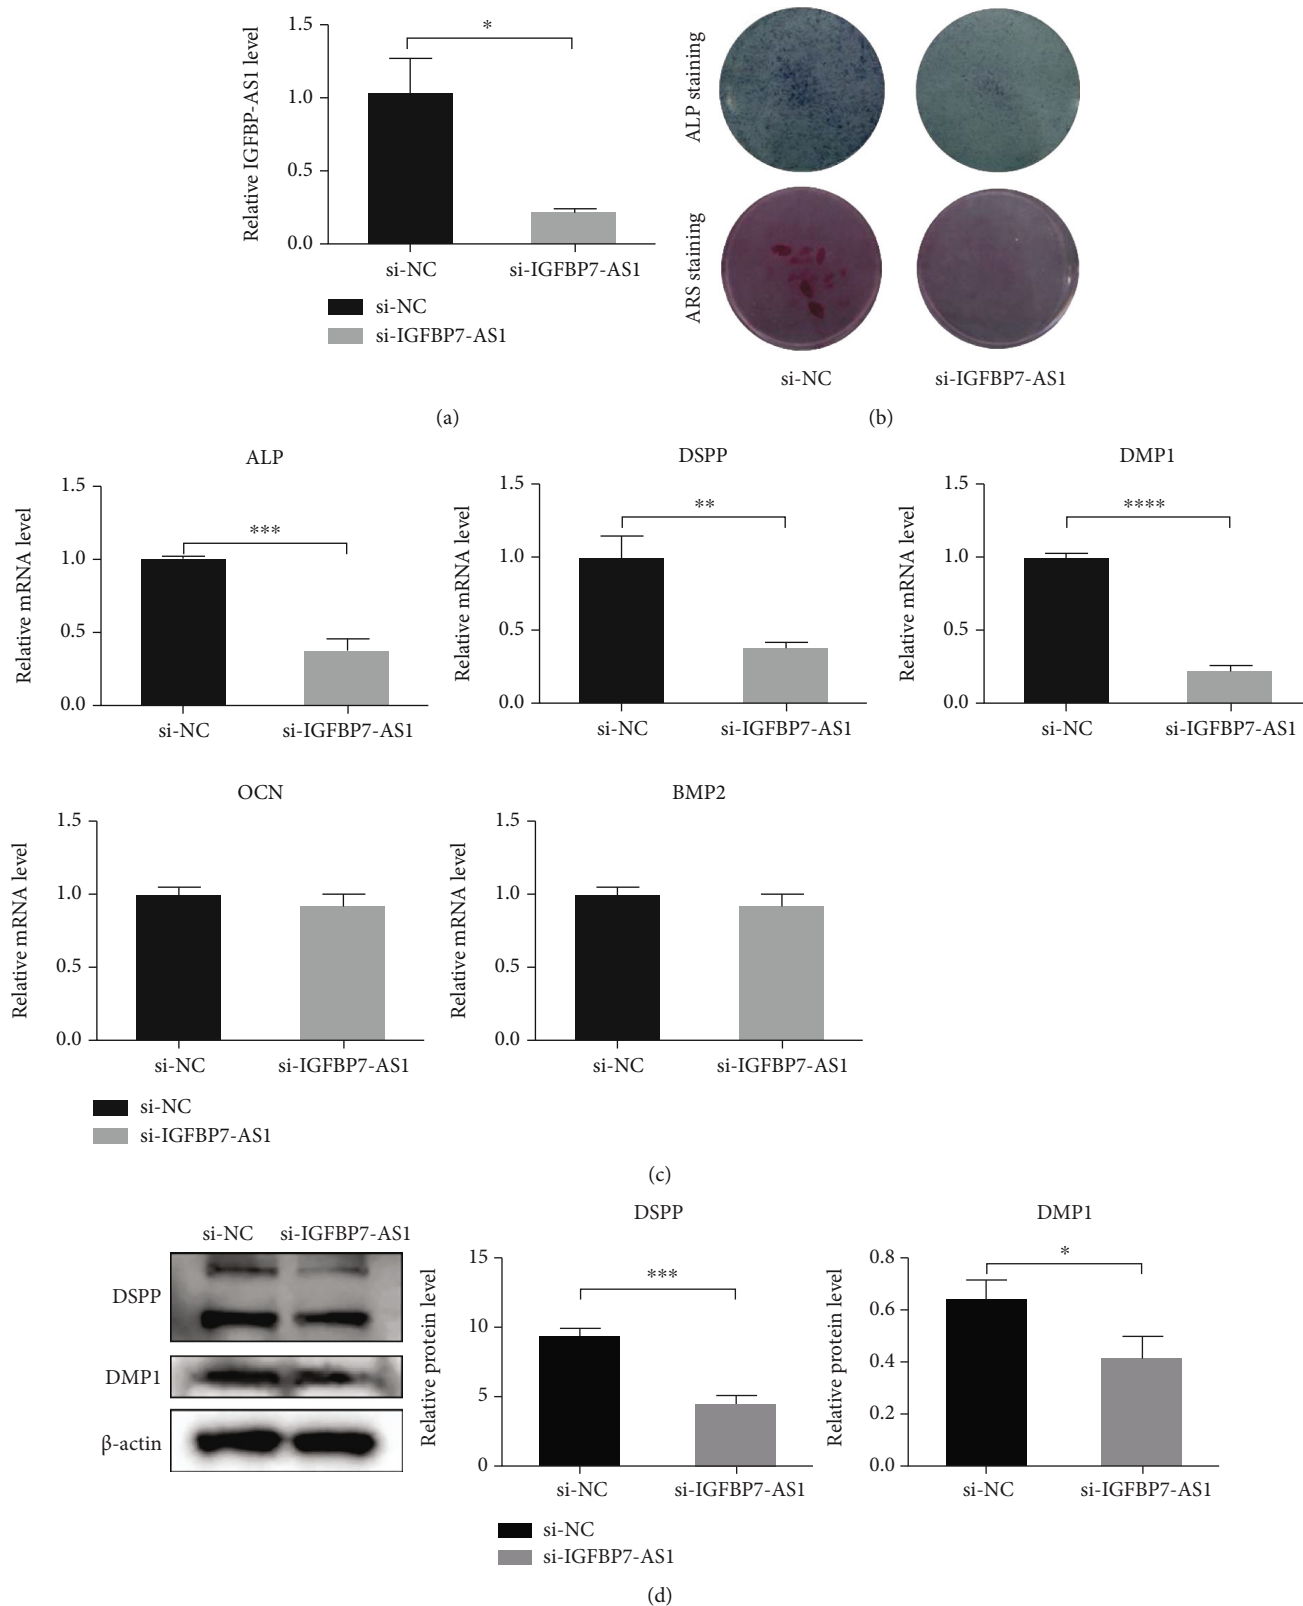 Relative IGFBP-AS1 level
1.5
1.0
0.5
0.0
*
si-NC
si-IGFBP7-AS1
si-NC
si-IGFBP7-AS1
(a)
ALP staining
ARS staining
si-NC
si-IGFBP7-AS1
(b)
ALP
Relative mRNA level
1.5
1.0
0.5
0.0
***
si-NC
si-IGFBP7-AS1
DSPP
Relative mRNA level
1.5
1.0
0.5
0.0
**
si-NC
si-IGFBP7-AS1
DMP1
Relative mRNA level
1.5
1.0
0.5
0.0
****
si-NC
si-IGFBP7-AS1
OCN
Relative mRNA level
1.5
1.0
0.5
0.0
si-NC
si-IGFBP7-AS1
BMP2
Relative mRNA level
1.5
1.0
0.5
0.0
si-NC
si-IGFBP7-AS1
si-NC
si-IGFBP7-AS1
(c)
si-NC
si-IGFBP7-AS1
DSPP
DMP1
β-actin
DSPP
Relative protein level
15
10
5
0
***
si-NC
si-IGFBP7-AS1
DMP1
Relative protein level
0.8
0.6
0.4
0.2
0.0
*
si-NC
si-IGFBP7-AS1
si-NC
si-IGFBP7-AS1
(d)